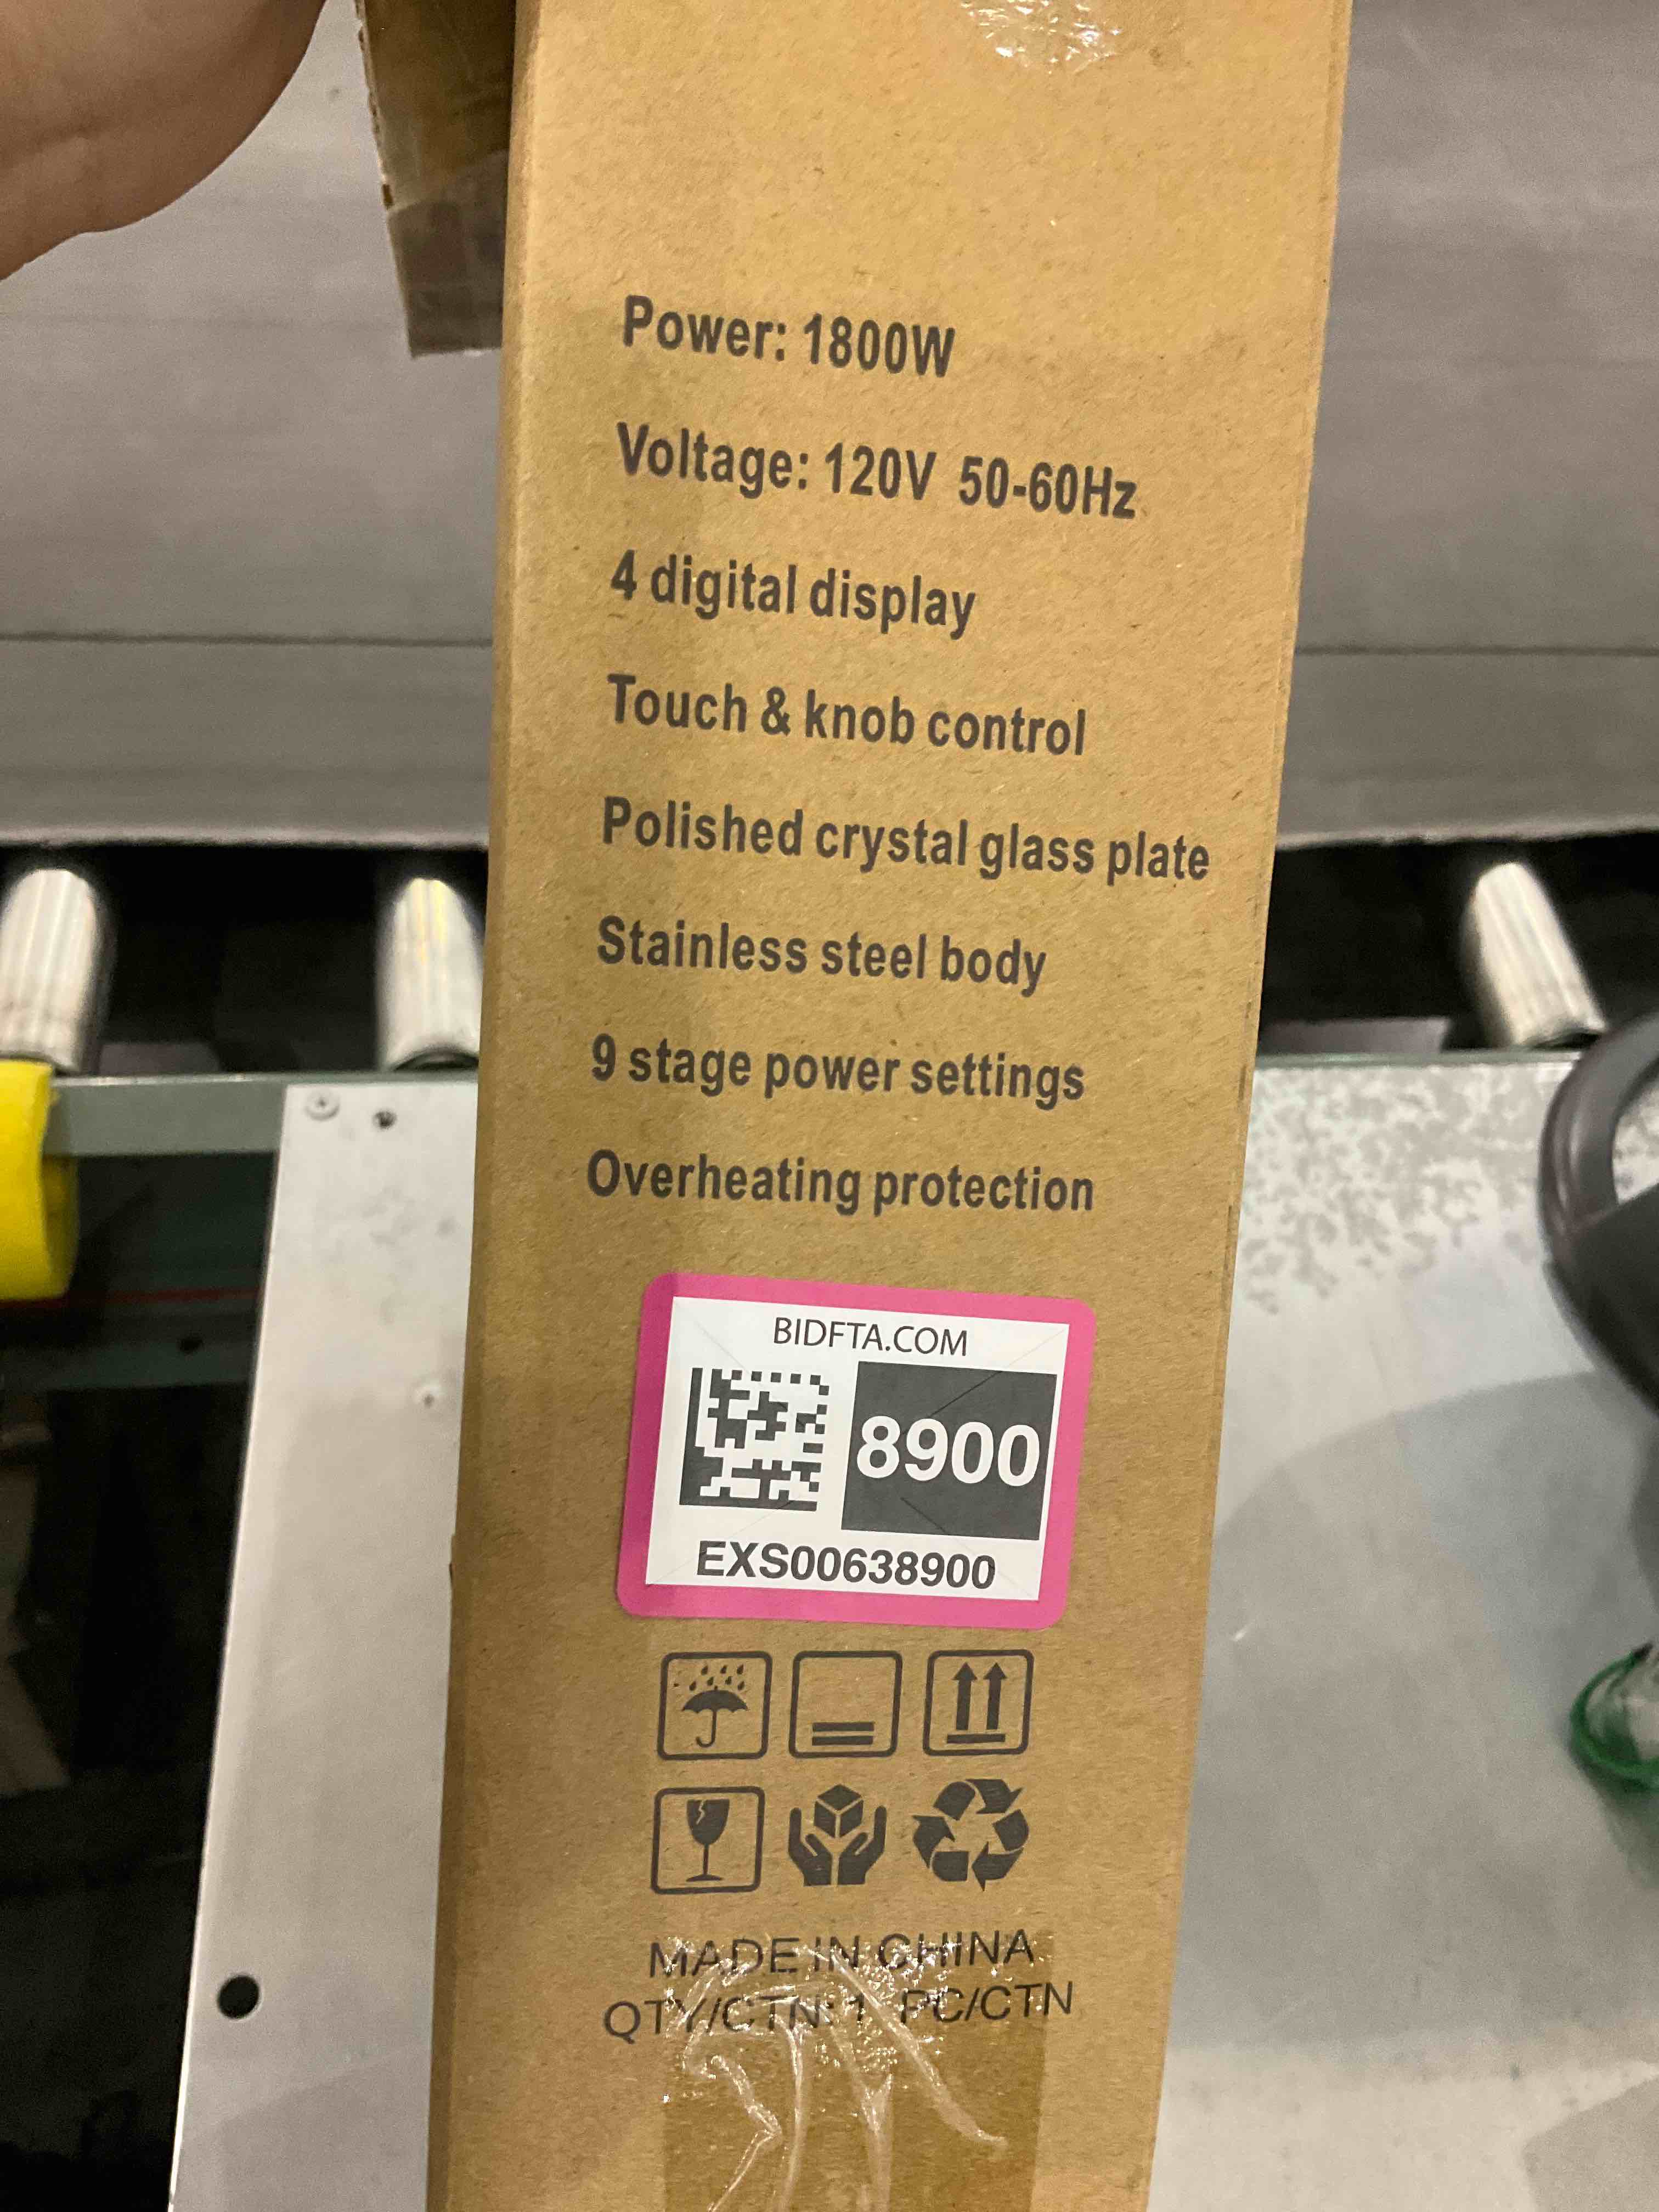 Power: 1800W
Voltage: 120V 50-60Hz
4 digital display
Touch & knob control
Polished crystal glass plate
Stainless steel body
9 stage power settings
Overheating protection
BIDFTA.COM
8900
EXS00638900
MADE IN CHINA
QTY/CTN: 1 PC/CTN